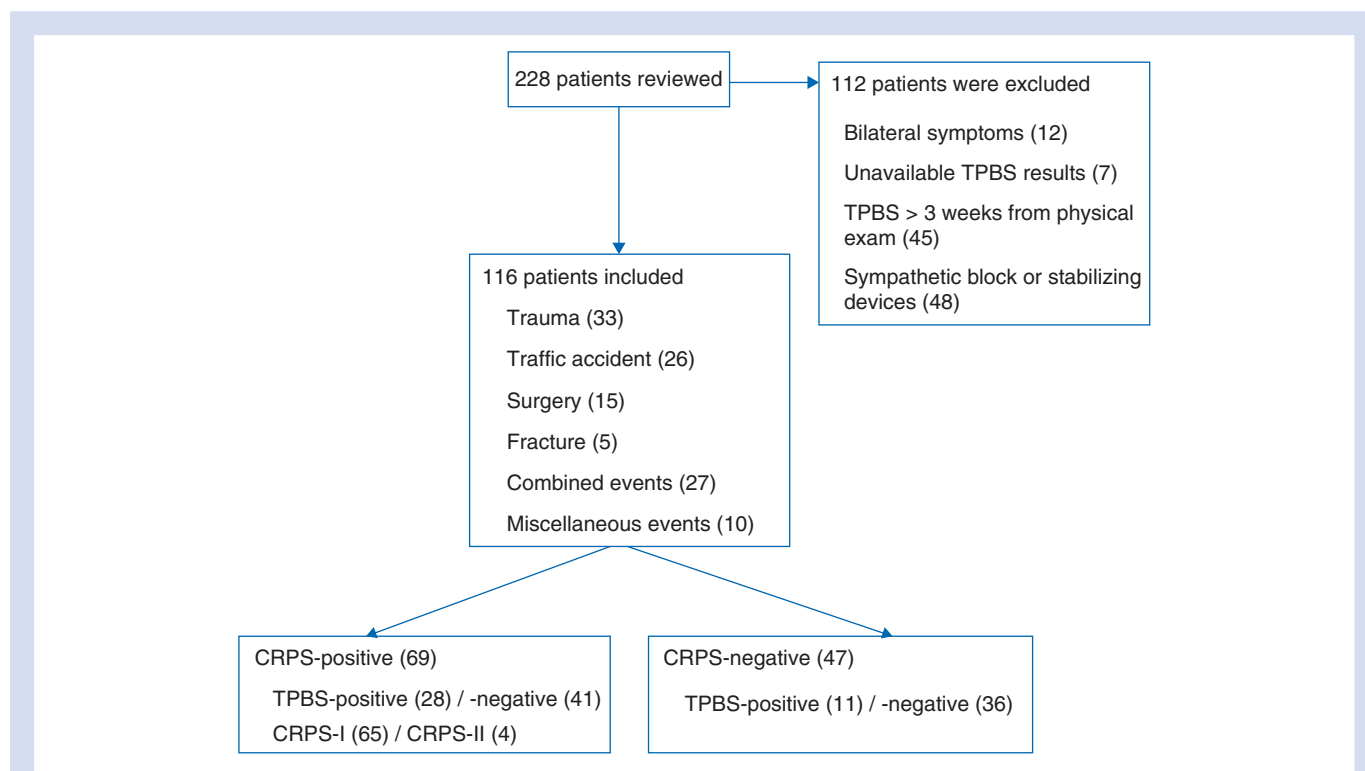 228 patients reviewed
112 patients were excluded
Bilateral symptoms (12)
Unavailable TPBS results (7)
TPBS > 3 weeks from physical
exam (45)
Sympathetic block or stabilizing
devices (48)
116 patients included
Trauma (33)
Traffic accident (26)
Surgery (15)
Fracture (5)
Combined events (27)
Miscellaneous events (10)
CRPS-positive (69)
TPBS-positive (28) / -negative (41)
CRPS-I (65) / CRPS-II (4)
CRPS-negative (47)
TPBS-positive (11) / -negative (36)